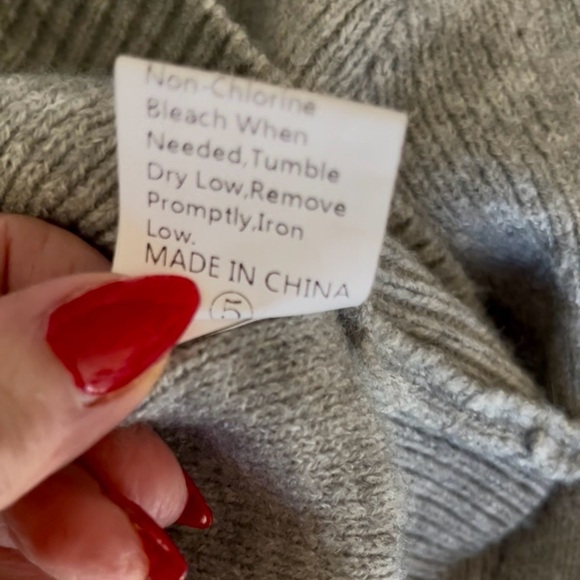 Non-Chlorine
Bleach When
Needed,Tumble
Dry Low,Remove
Promptly,Iron
Low.
MADE IN CHINA
5